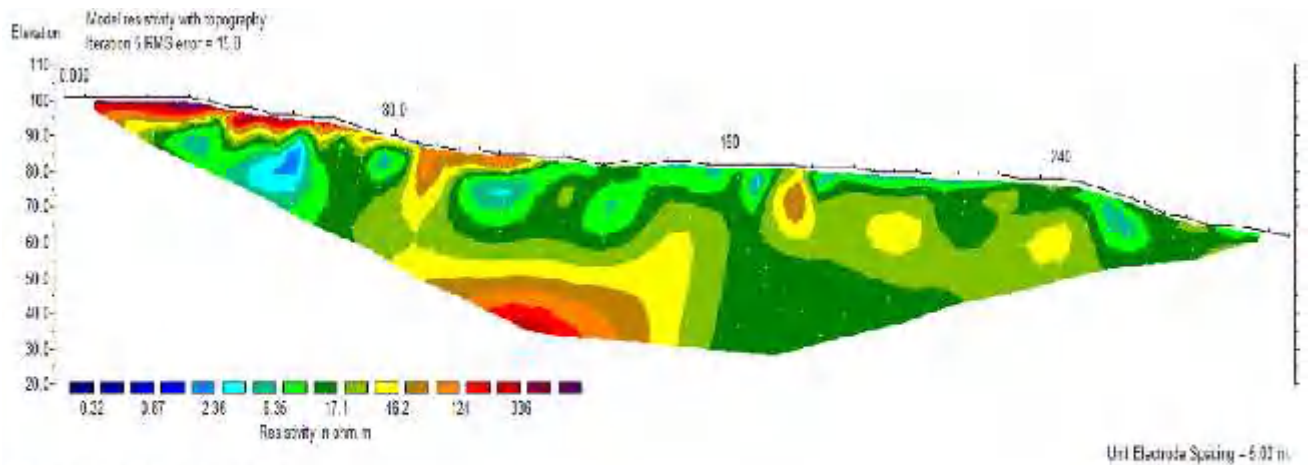 Model resistivity with topography
Elevation
Iteration 5 RMS error = 15.0
110
0.000
100
80.0
90.0
160
80.0
240
70.0
60.0
50.0
40.0
30.0
20.0
0.32 0.87 2.36 6.35 17.1 46.2 124 336
Resistivity in ohm.m
Unit Electrode Spacing = 5.00 m.